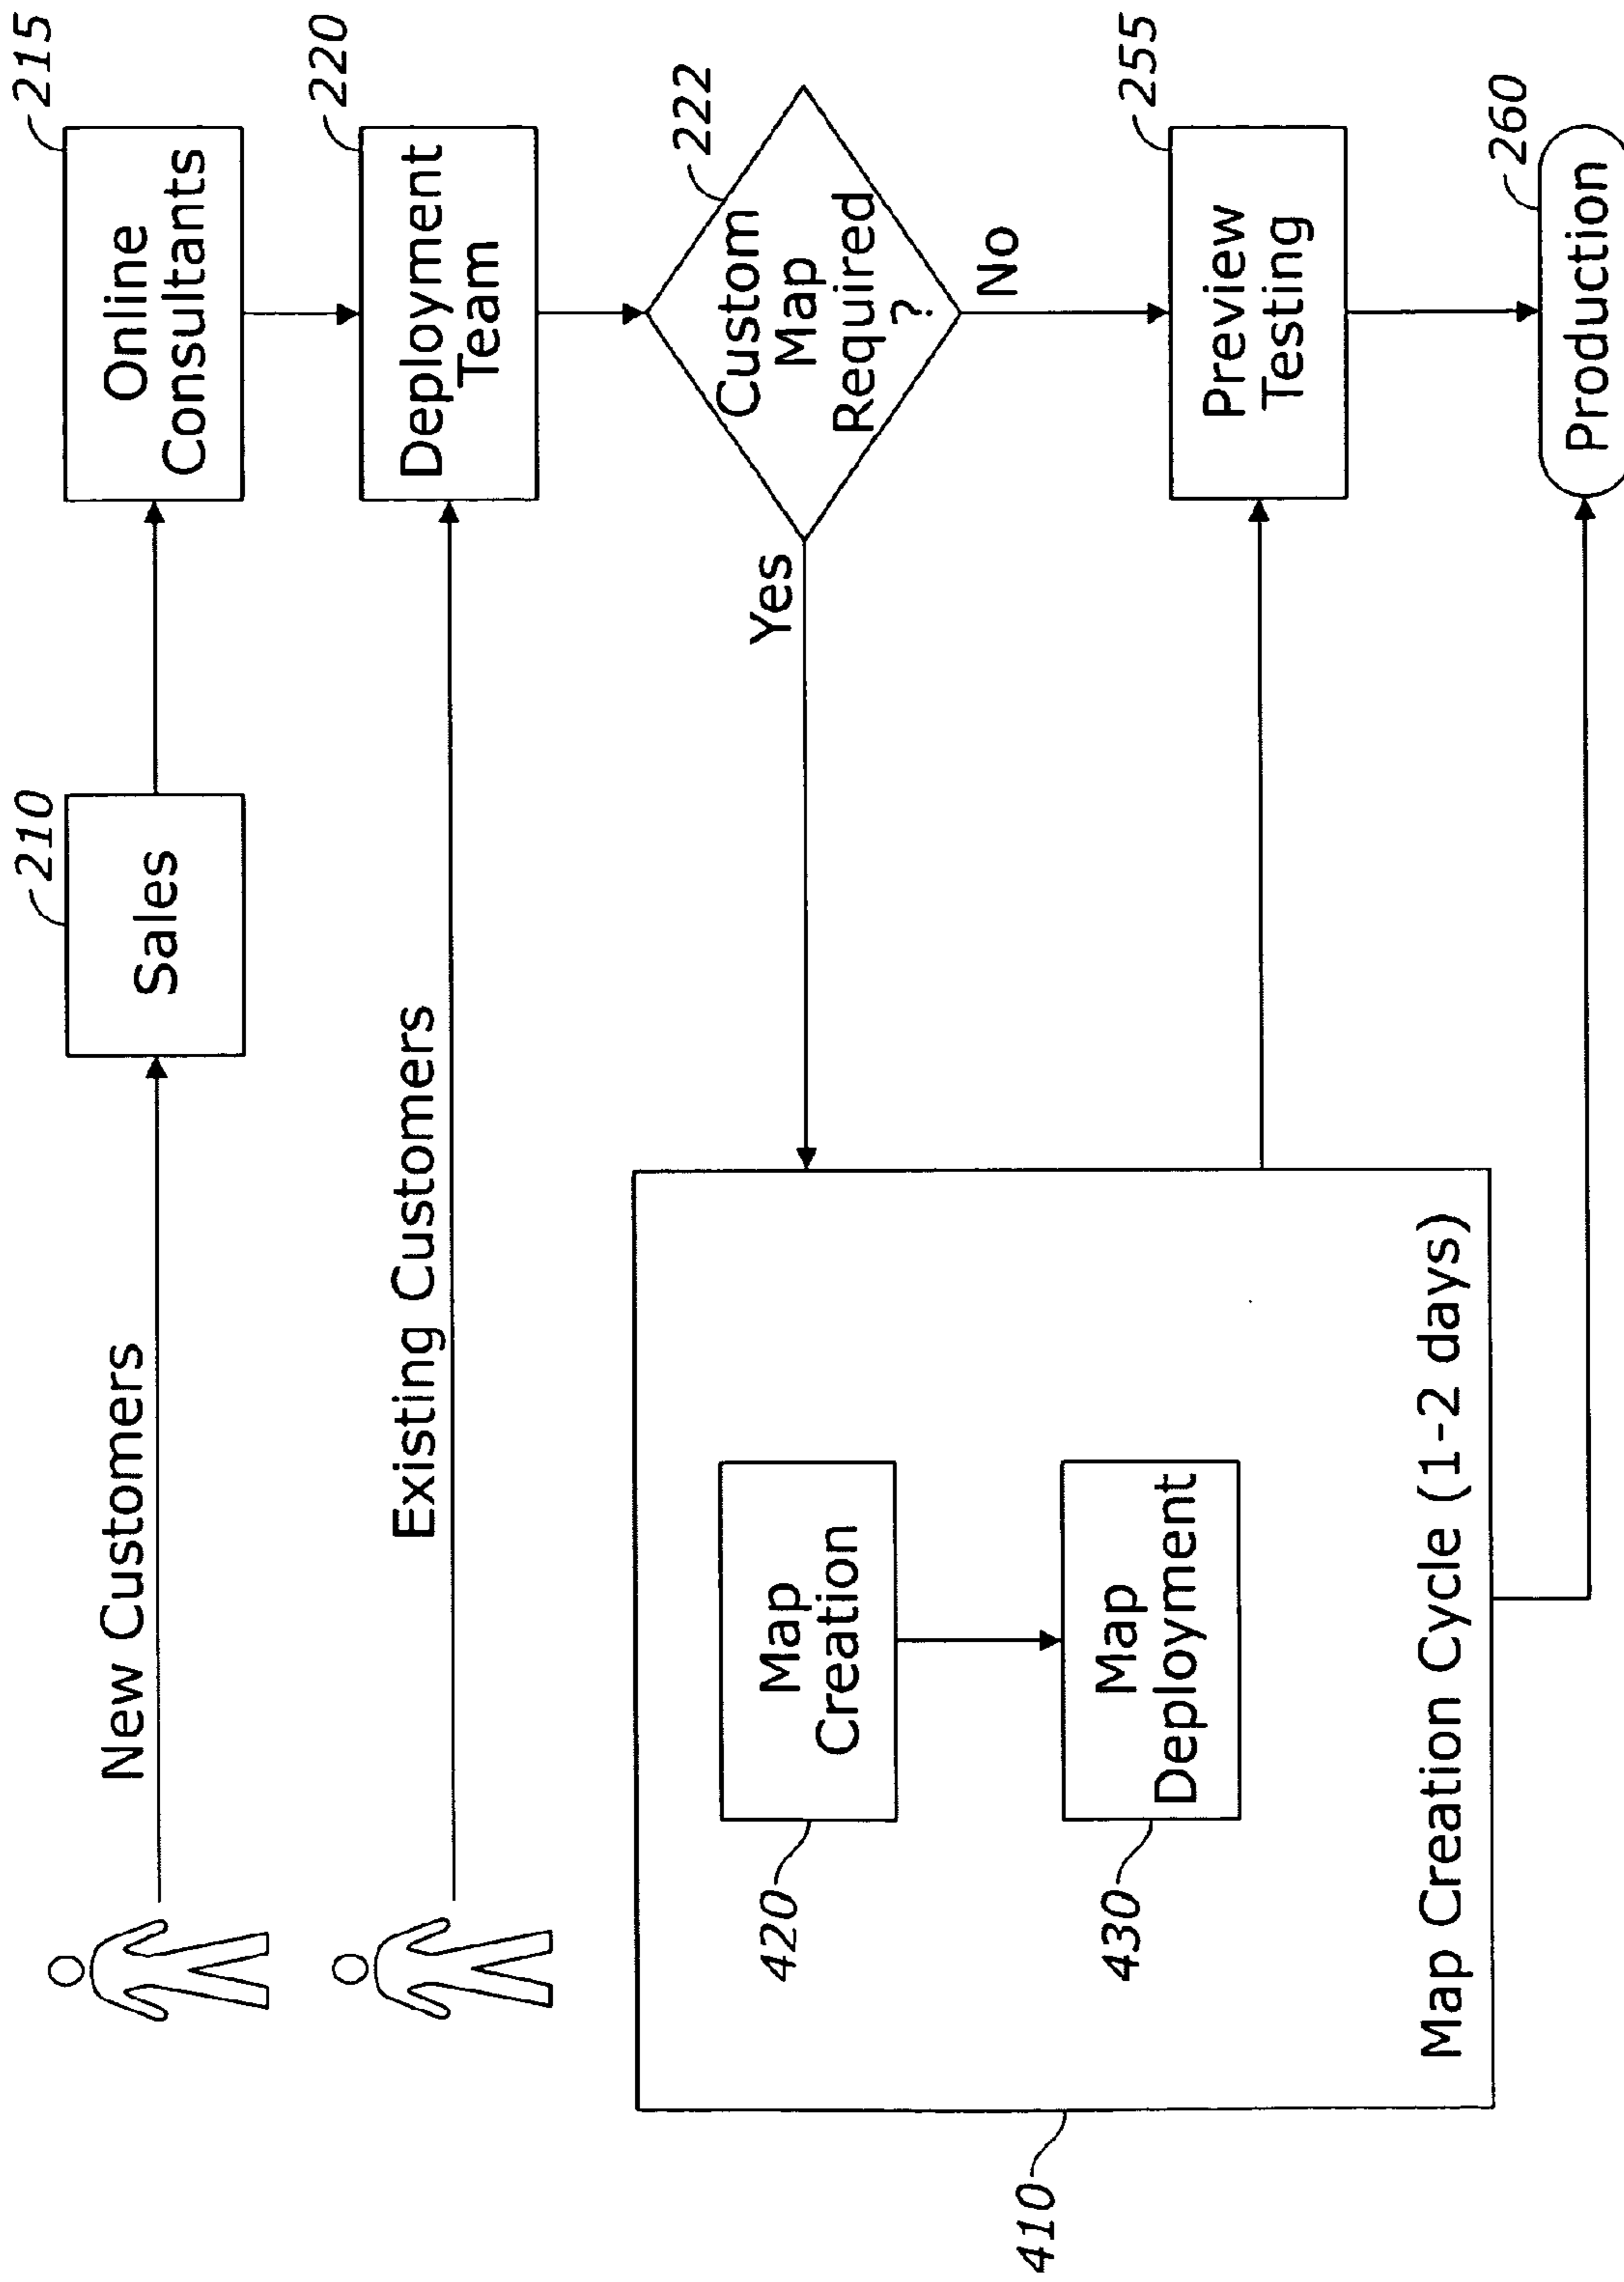 210
215
New Customers
Sales
Online
Consultants
220
Existing Customers
Deployment
Team
222
Yes
Custom
Map
Required
?
No
420
Map
Creation
430
Map
Deployment
410
Map Creation Cycle (1-2 days)
255
Preview
Testing
260
Production